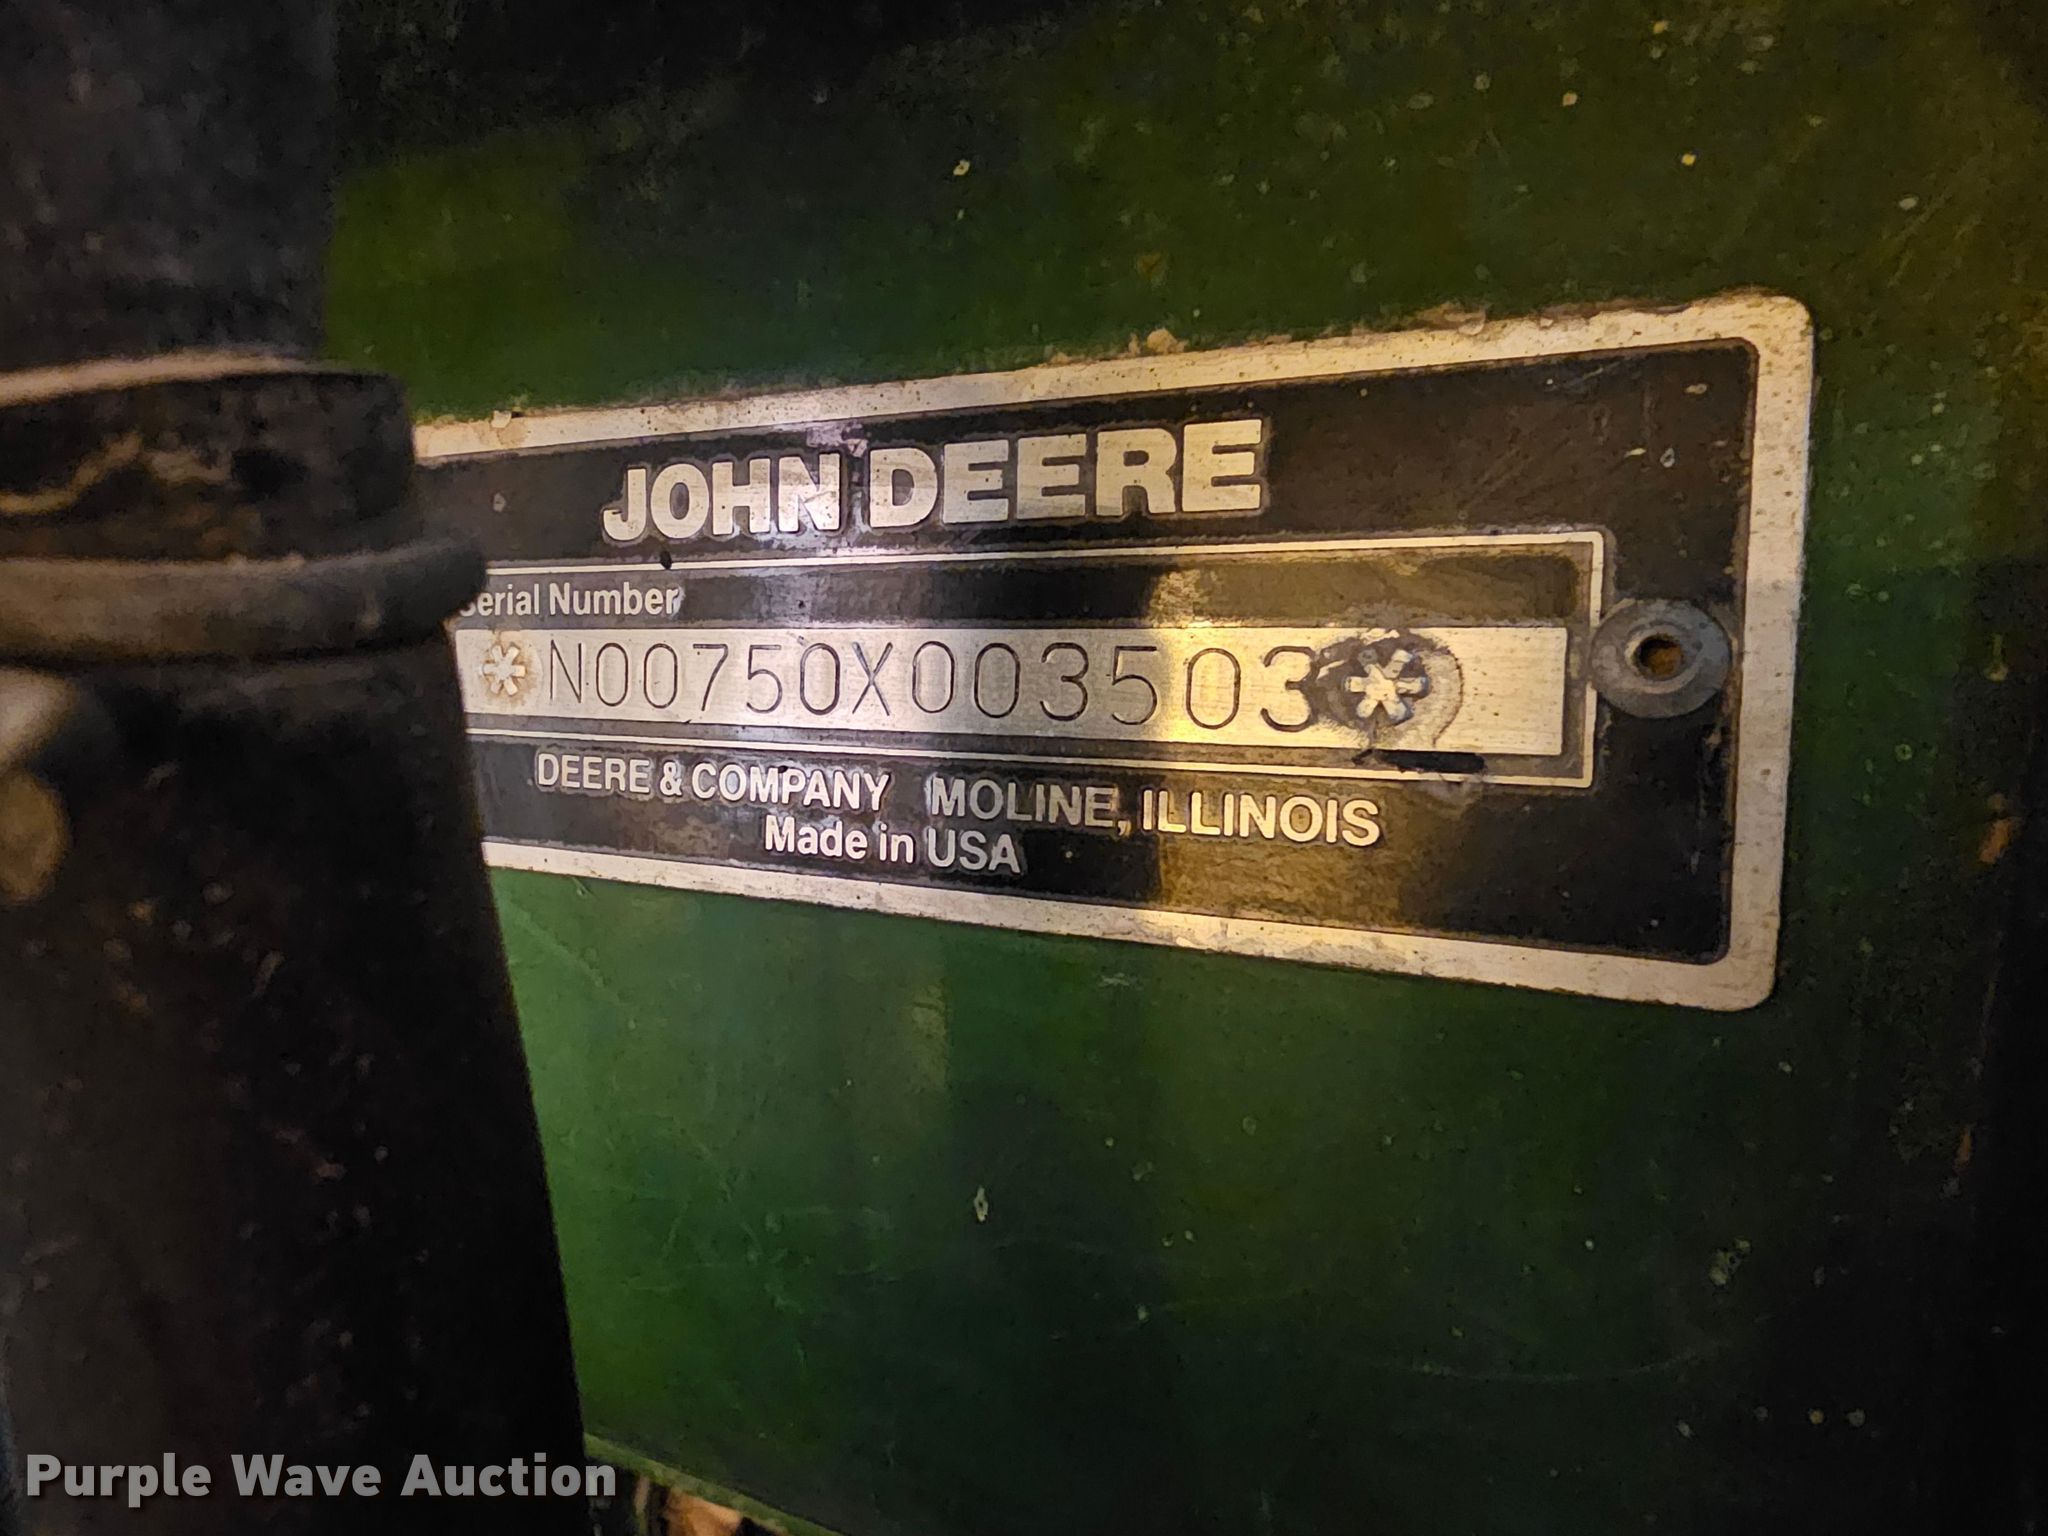 JOHN DEERE
Serial Number
*N00750X003503*
DEERE & COMPANY MOLINE, ILLINOIS
Made in USA
Purple Wave Auction